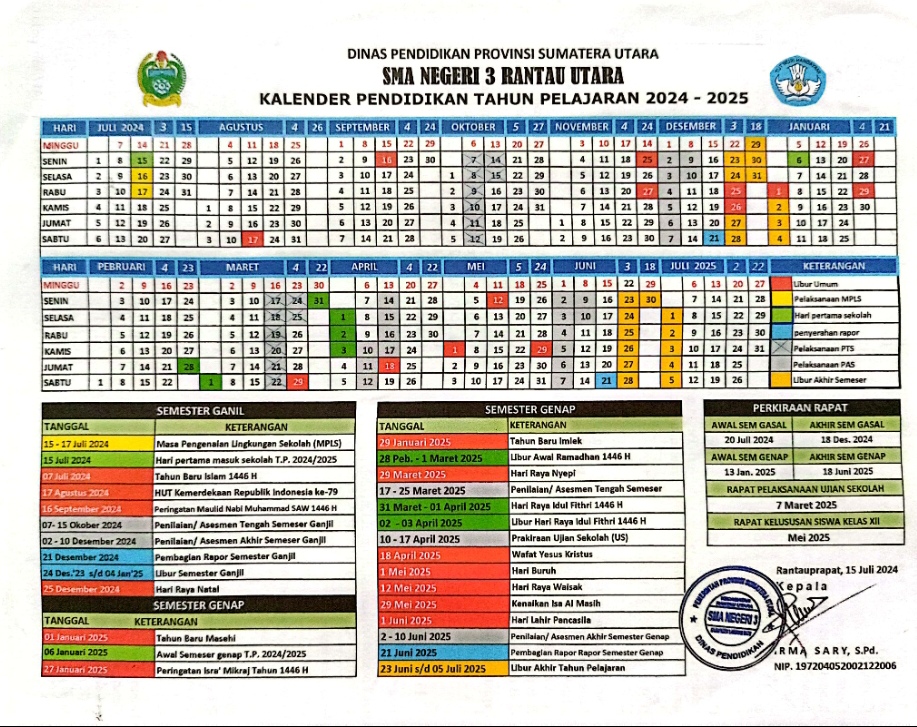 DINAS PENDIDIKAN PROVINSI SUMATERA UTARA
SMA NEGERI 3 RANTAU UTARA
KALENDER PENDIDIKAN TAHUN PELAJARAN 2024 - 2025
HARI JULI 2024 3 15 AGUSTUS 4 26 SEPTEMBER 4 22 24 OKTOBER 5 27 NOVEMBER 4 24 DESEMBER 3 18 JANUARI 4 21
MINGGU 7 14 21 28 4 11 18 25 1 8 15 22 29 6 13 20 27 3 10 17 24 1 8 15 22 29 5 12 19 26
SENIN 1 8 15 22 29 5 12 19 26 2 9 16 23 30 7 14 21 28 4 11 18 25 2 9 16 23 30 6 13 20 27
SELASA 2 9 16 23 30 6 13 20 27 3 10 17 24 1 8 15 22 29 5 12 19 26 3 10 17 24 31 7 14 21 28
RABU 3 10 17 24 31 7 14 21 28 4 11 18 25 2 9 16 23 30 6 13 20 27 4 11 18 25 1 8 15 22 29
KAMIS 4 11 18 25 1 8 15 22 29 5 12 19 26 3 10 17 24 31 7 14 21 28 5 12 19 26 2 9 16 23 30
JUMAT 5 12 19 26 2 9 16 23 30 6 13 20 27 4 11 18 25 1 8 15 22 29 6 13 20 27 3 10 17 24
SABTU 6 13 20 27 3 10 17 24 31 7 14 21 28 5 12 19 26 2 9 16 23 30 7 14 21 28 4 11 18 25
HARI PEBRUARI 4 23 MARET 4 22 APRIL 4 22 MEI 5 24 JUNI 3 18 JULI 2025 2 22 KETERANGAN
MINGGU 2 9 16 23 2 9 16 23 30 6 13 20 27 4 11 18 25 1 8 15 22 29 6 13 20 27 Libur Umum
SENIN 3 10 17 24 3 10 17 24 31 7 14 21 28 5 12 19 26 2 9 16 23 30 7 14 21 28 Pelaksanaan MPLS
SELASA 4 11 18 25 4 11 18 25 1 8 15 22 6 13 20 27 3 10 17 24 1 8 15 22 29 Hari pertama sekolah
RABU 5 12 19 26 5 12 19 26 2 9 16 23 30 7 14 21 28 4 11 18 25 2 9 16 23 30 penyerahan rapor
KAMIS 6 13 20 27 6 13 20 27 3 10 17 24 1 8 15 22 29 5 12 19 26 3 10 17 24 31 Pelaksanaan PTS
JUMAT 7 14 21 28 7 14 21 28 4 11 18 25 2 9 16 23 30 6 13 20 27 4 11 18 25 Pelaksanaan PAS
SABTU 1 8 15 22 1 8 15 22 29 5 12 19 26 3 10 17 24 31 7 14 21 28 5 12 19 26 Libur Akhir Semeser
SEMESTER GANJIL
TANGGAL KETERANGAN
15 - 17 Juli 2024 Masa Pengenalan Lingkungan Sekolah (MPLS)
15 Juli 2024 Hari pertama masuk sekolah T.P. 2024/2025
07 Juli 2024 Tahun Baru Islam 1446 H
17 Agustus 2024 HUT Kemerdekaan Republik Indonesia ke-79
16 September 2024 Peringatan Maulid Nabi Muhammad SAW 1446 H
07- 15 Okober 2024 Penilaian/ Asesmen Tengah Semeser Ganjil
02 - 10 Desember 2024 Penilaian/ Asesmen Akhir Semeser Ganjil
21 Desember 2024 Pembagian Rapor Semester Ganjil
24 Des.'23 s/d 04 Jan'25 Libur Semester Ganjil
25 Desember 2024 Hari Raya Natal
SEMESTER GENAP
TANGGAL KETERANGAN
01 Januari 2025 Tahun Baru Masehi
06 Januari 2025 Awal Semeser genap T.P. 2024/2025
27 Januari 2025 Peringatan Isra' Mikraj Tahun 1446 H
SEMESTER GENAP
TANGGAL KETERANGAN
29 Januari 2025 Tahun Baru Imlek
28 Peb. - 1 Maret 2025 Libur Awal Ramadhan 1446 H
29 Maret 2025 Hari Raya Nyepi
17 - 25 Maret 2025 Penilaian/ Asesmen Tengah Semeser
31 Maret - 01 April 2025 Hari Raya Idul Fithri 1446 H
02 - 03 April 2025 Libur Hari Raya Idul Fithri 1446 H
10 - 17 April 2025 Prakiraan Ujian Sekolah (US)
18 April 2025 Wafat Yesus Kristus
1 Mei 2025 Hari Buruh
12 Mei 2025 Hari Raya Waisak
29 Mei 2025 Kenaikan Isa Al Masih
1 Juni 2025 Hari Lahir Pancasila
2 - 10 Juni 2025 Penilaian/ Asesmen Akhir Semester Genap
21 Juni 2025 Pembagian Rapor Rapor Semester Genap
23 Juni s/d 05 Juli 2025 Libur Akhir Tahun Pelajaran
PERKIRAAN RAPAT
AWAL SEM GASAL AKHIR SEM GASAL
20 Juli 2024 18 Des. 2024
AWAL SEM GENAP AKHIR SEM GENAP
13 Jan. 2025 18 Juni 2025
RAPAT PELAKSANAAN UJIAN SEKOLAH
7 Maret 2025
RAPAT KELUSUSAN SISWA KELAS XII
Mei 2025
Rantauprapat, 15 Juli 2024
Kepala
SMA NEGERI 3
DINAS PENDIDIKAN
IRMA SARY, S.Pd.
NIP. 197204052002122006